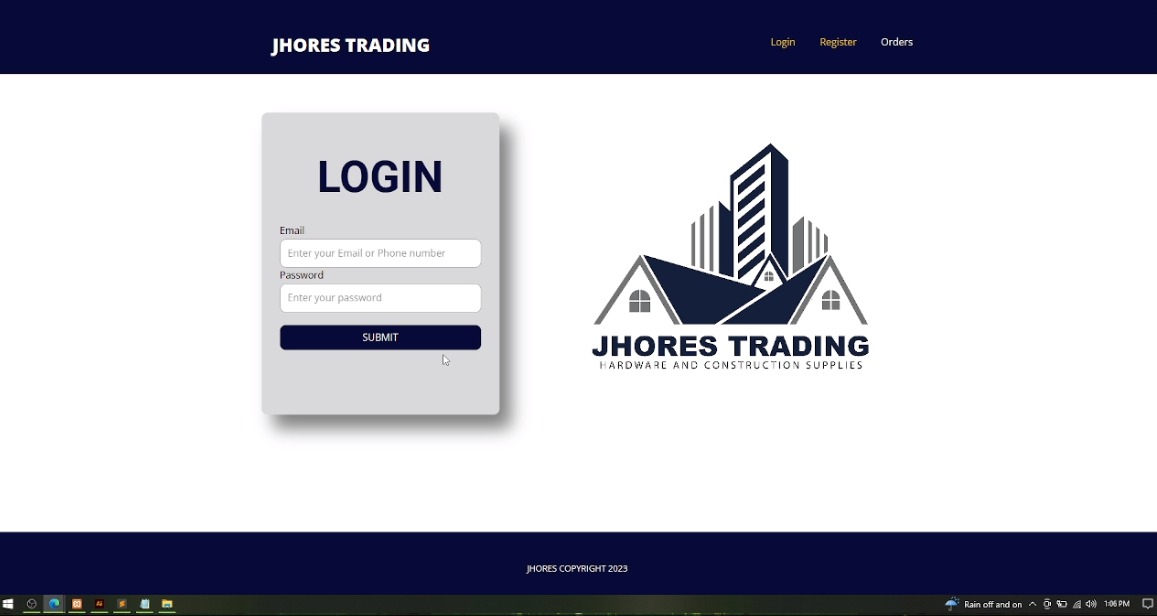 JHORES TRADING
Login Register Orders
LOGIN
Email
Enter your Email or Phone number
Password
Enter your password
SUBMIT
JHORES TRADING
HARDWARE AND CONSTRUCTION SUPPLIES
JHORES COPYRIGHT 2023
Ai
Rain off and on 1:06 PM